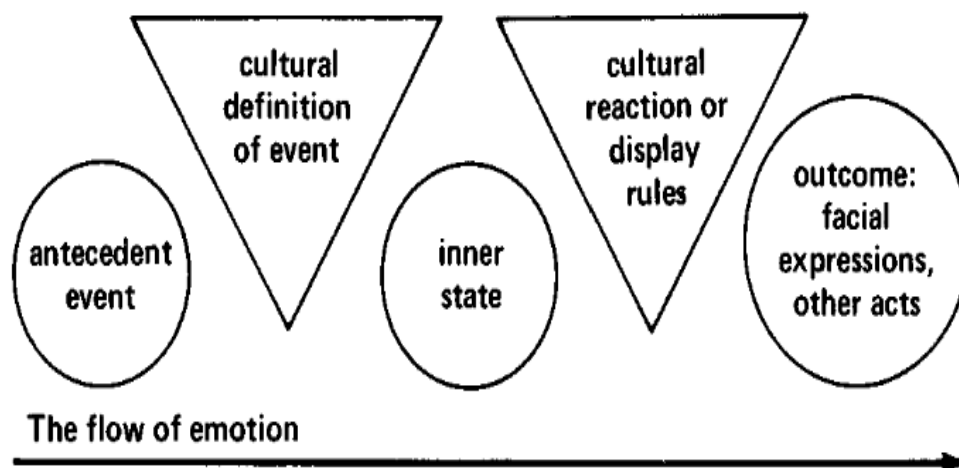 antecedent
event
cultural
definition
of event
inner
state
cultural
reaction or
display
rules
outcome:
facial
expressions,
other acts
The flow of emotion